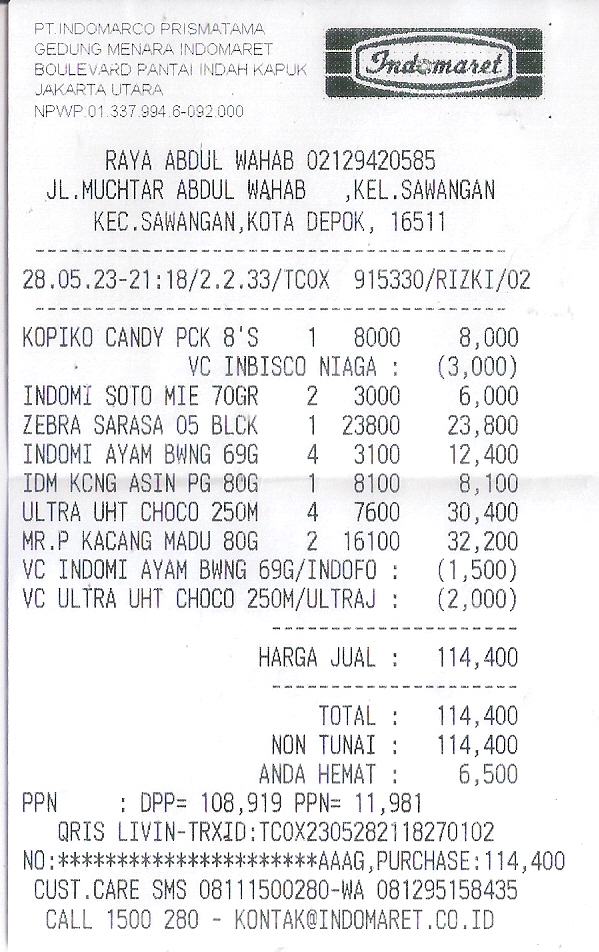 PT.INDOMARCO PRISMATAMA
GEDUNG MENARA INDOMARET
BOULEVARD PANTAI INDAH KAPUK
JAKARTA UTARA
NPWP.01.337.994.6-092.000
Indomaret
RAYA ABDUL WAHAB 02129420585
JL.MUCHTAR ABDUL WAHAB ,KEL.SAWANGAN
KEC.SAWANGAN,KOTA DEPOK, 16511
28.05.23-21:18/2.2.33/TCOX 915330/RIZKI/02
KOPIKO CANDY PCK 8'S 1 8000 8,000
VC INBISCO NIAGA : (3,000)
INDOMI SOTO MIE 70GR 2 3000 6,000
ZEBRA SARASA 05 BLCK 1 23800 23,800
INDOMI AYAM BWNG 69G 4 3100 12,400
IDM KCNG ASIN PG 80G 1 8100 8,100
ULTRA UHT CHOCO 250M 4 7600 30,400
MR.P KACANG MADU 80G 2 16100 32,200
VC INDOMI AYAM BWNG 69G/INDOFO : (1,500)
VC ULTRA UHT CHOCO 250M/ULTRAJ : (2,000)
HARGA JUAL : 114,400
TOTAL : 114,400
NON TUNAI : 114,400
ANDA HEMAT : 6,500
PPN : DPP= 108,919 PPN= 11,981
QRIS LIVIN-TRXID:TCOX2305282118270102
NO:**********************AAAG,PURCHASE:114,400
CUST.CARE SMS 08111500280-WA 081295158435
CALL 1500 280 - KONTAK@INDOMARET.CO.ID